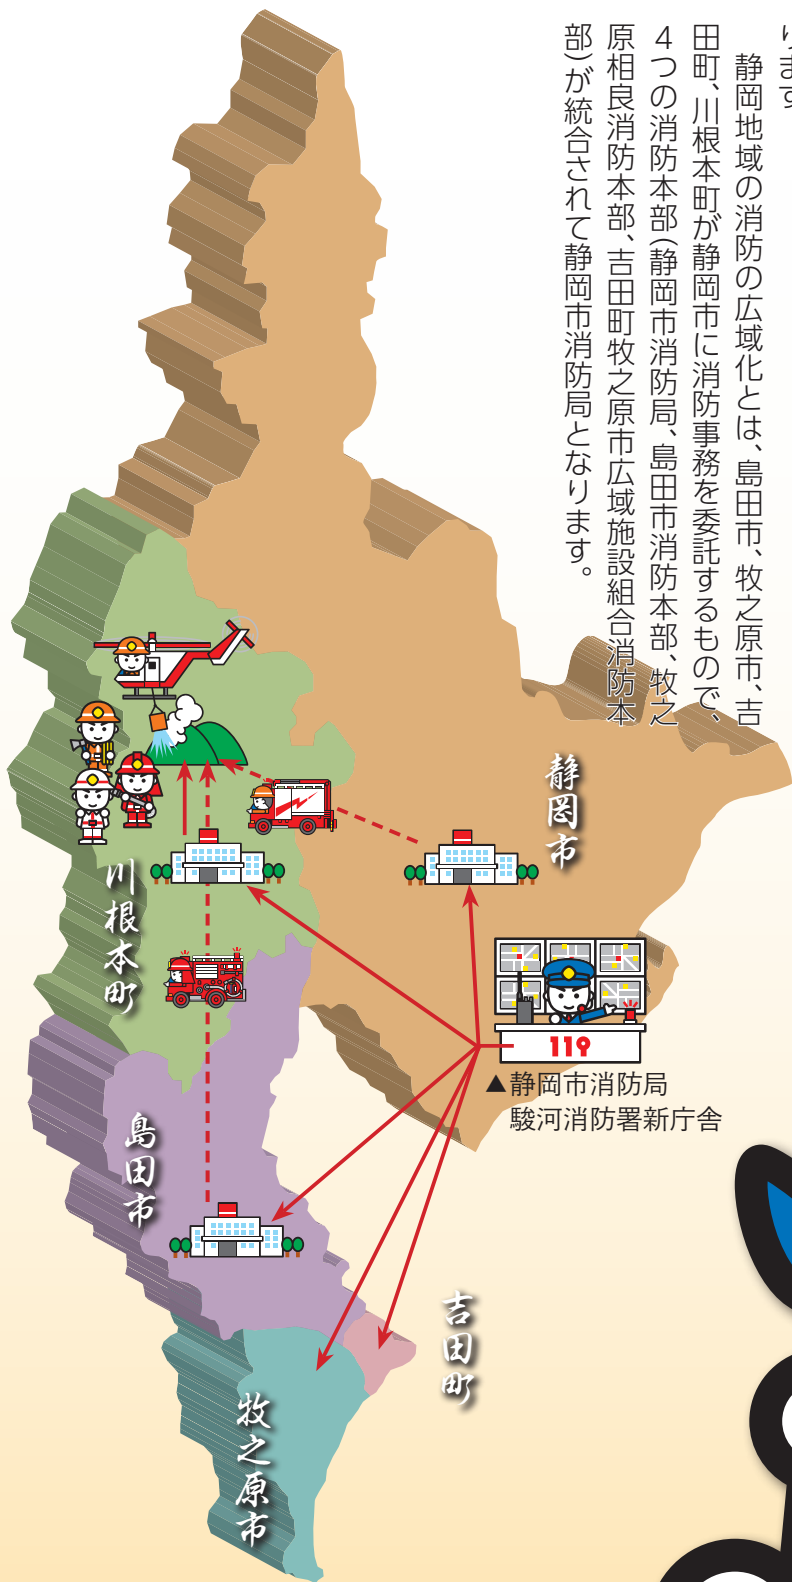 ります。
　静岡地域の消防の広域化とは、島田市、牧之原市、吉
田町、川根本町が静岡市に消防事務を委託するもので、
４つの消防本部（静岡市消防局、島田市消防本部、牧之
原相良消防本部、吉田町牧之原市広域施設組合消防本
部）が統合されて静岡市消防局となります。
静岡市
川根本町
119
▲静岡市消防局
駿河消防署新庁舎
島田市
吉田町
牧之原市